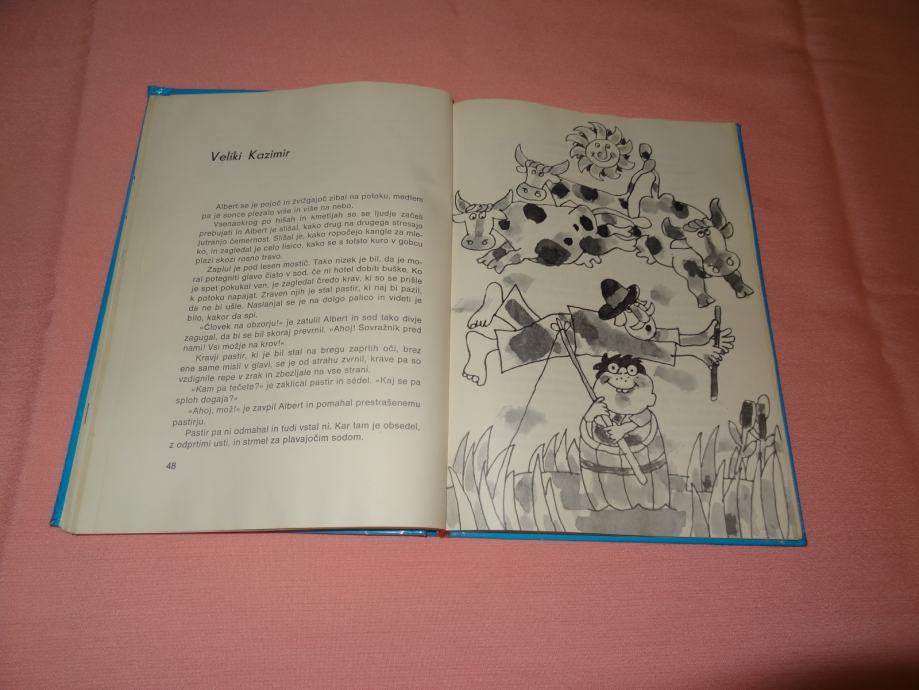 Veliki Kazimir
Albert se je pojoč in žvižgajoč zibal na potoku, medtem
pa je sonce plezalo više in više na nebo.
Vsenaokrog po hišah in kmetijah so se ljudje začeli
prebujati in Albert je slišal, kako drug na drugega stresajo
jutranjo čemernost. Slišal je, kako ropočejo kangle za mle-
ko, in zagledal je celo lisico, kako se s tolsto kuro v gobcu
plazi skozi rosno travo.
Zaplul je pod lesen mostič. Tako nizek je bil, da je mo-
ral potegniti glavo čisto v sod, če ni hotel dobiti buške. Ko
je spet pokukal ven, je zagledal čredo krav, ki so se prišle
k potoku napajat. Zraven njih je stal pastir, ki naj bi pazil,
da ne bi ušle. Naslanjal se je na dolgo palico in videti je
bilo, kakor da spi.
»Človek na obzorju!« je zatulil Albert in sod tako divje
zagugal, da bi se bil skoraj prevrnil. »Ahoj! Sovražnik pred
nami! Vsi možje na krov!«
Kravji pastir, ki je bil stal na bregu zaprtih oči, brez
ene same misli v glavi, se je od strahu zvrnil, krave pa so
vzdignile repe v zrak in zbezljale na vse strani.
»Kam pa tečete?« je zaklical pastir in sédel. »Kaj se pa
sploh dogaja?«
»Ahoj, mož!« je zavpil Albert in pomahal prestrašenemu
pastirju.
Pastir pa ni odmahal in tudi vstal ni. Kar tam je obsedel,
z odprtimi usti, in strmel za plavajočim sodom.
48